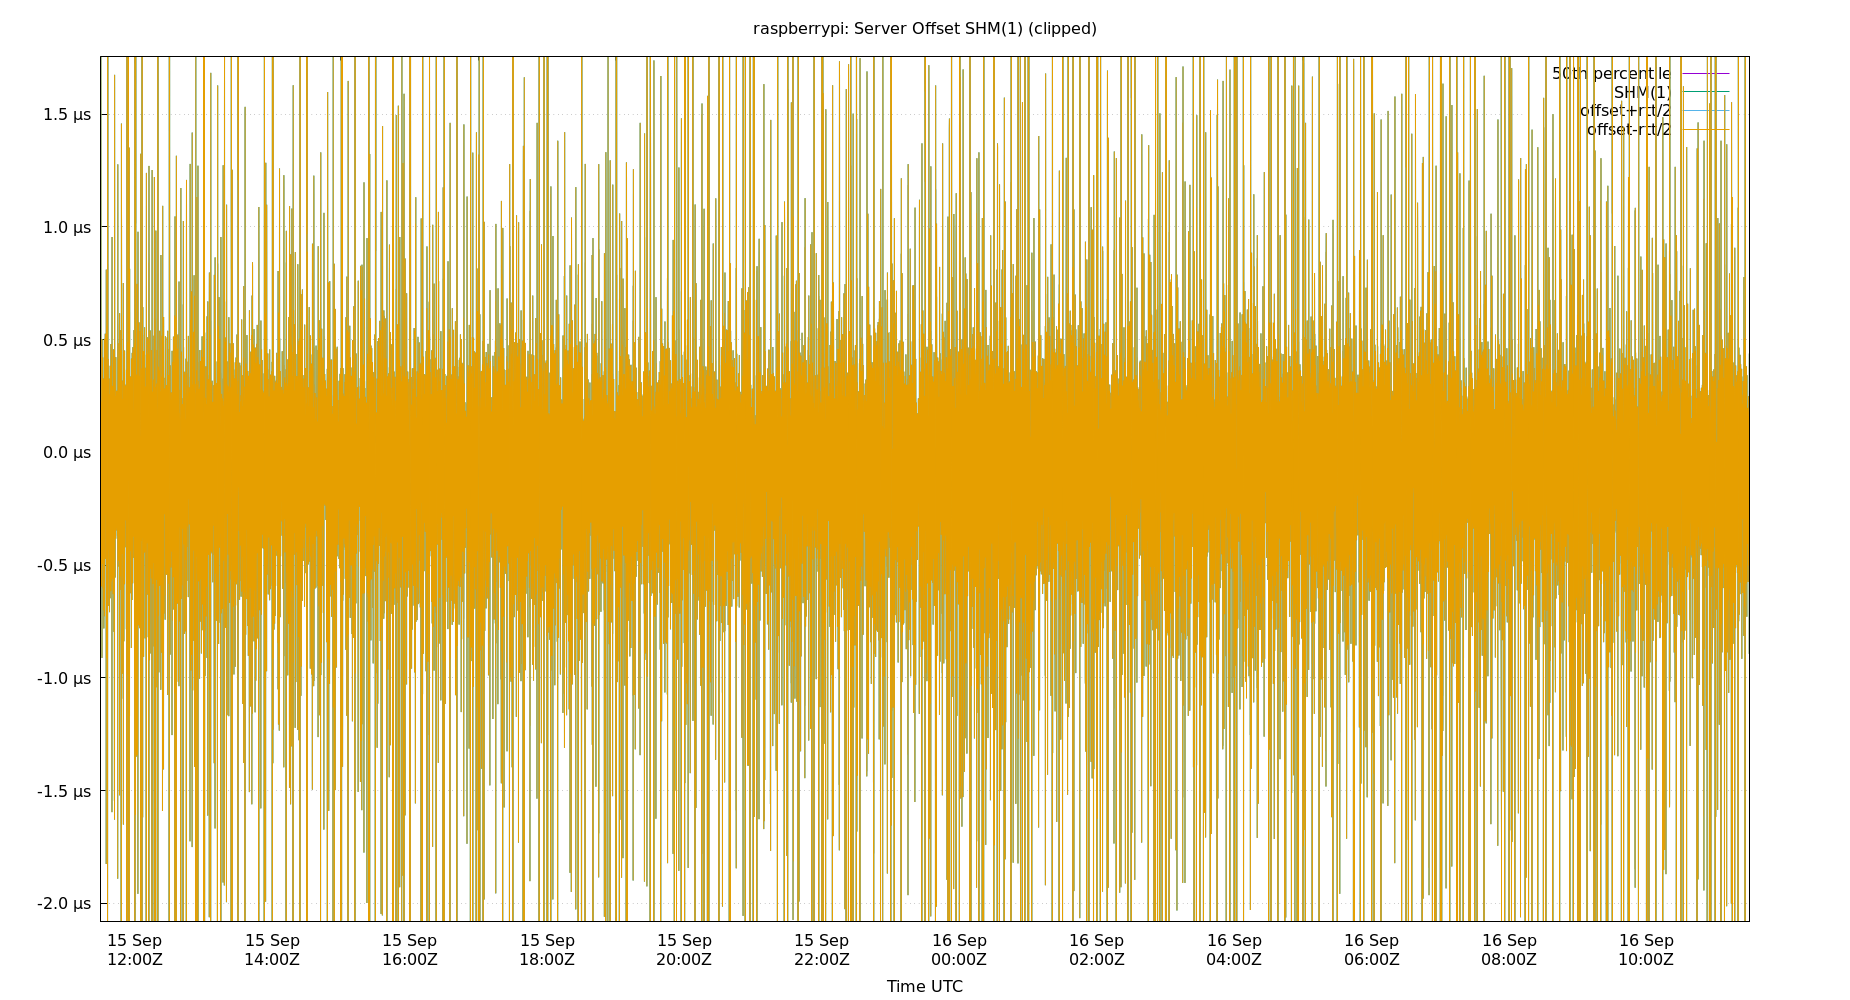 raspberrypi: Server Offset SHM(1) (clipped)
50th percentile
SHM(1)
offset+rtt/2
offset-rtt/2
1.5 µs
1.0 µs
0.5 µs
0.0 µs
-0.5 µs
-1.0 µs
-1.5 µs
-2.0 µs
15 Sep 15 Sep 15 Sep 15 Sep 15 Sep 15 Sep 16 Sep 16 Sep 16 Sep 16 Sep 16 Sep 16 Sep
12:00Z 14:00Z 16:00Z 18:00Z 20:00Z 22:00Z 00:00Z 02:00Z 04:00Z 06:00Z 08:00Z 10:00Z
Time UTC